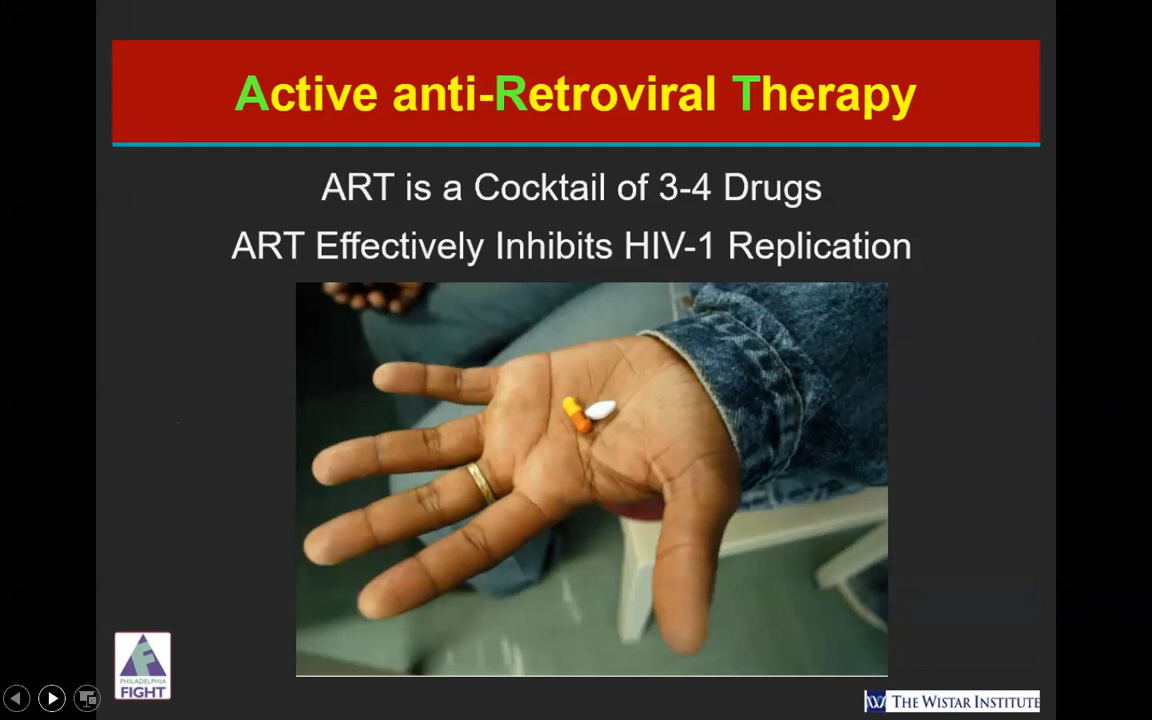 Active anti-Retroviral Therapy
ART is a Cocktail of 3-4 Drugs
ART Effectively Inhibits HIV-1 Replication
F
PHILADELPHIA
FIGHT
W THE WISTAR INSTITUTE